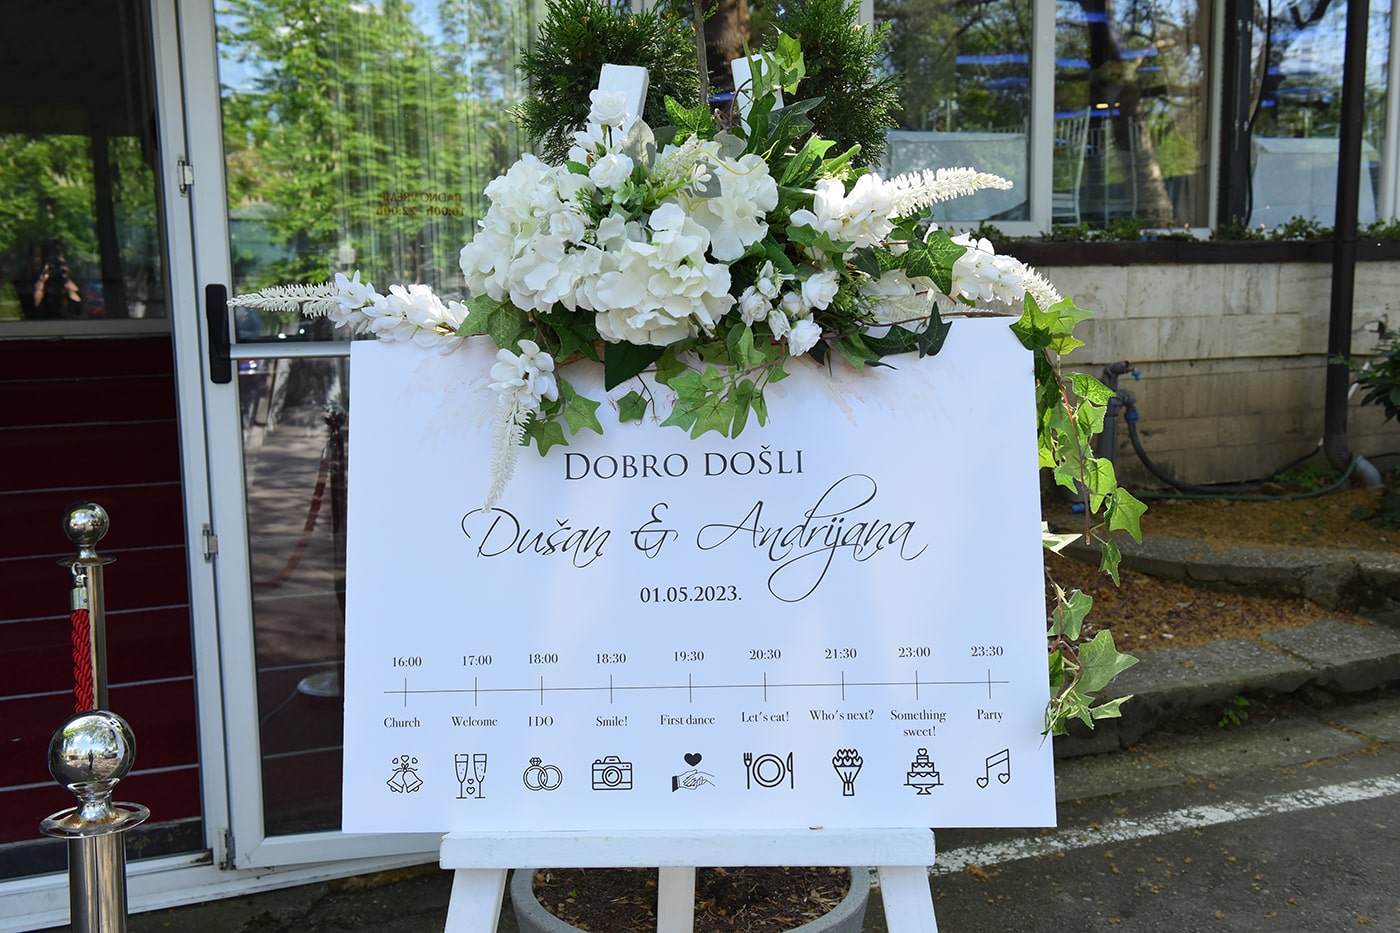 RADNO VREME
DOBRO DOŠLI
Dušan & Andrijana
01.05.2023.
16:00 17:00 18:00 18:30 19:30 20:30 21:30 23:00 23:30
Church Welcome I DO Smile! First dance Let's eat! Who's next? Something sweet! Party